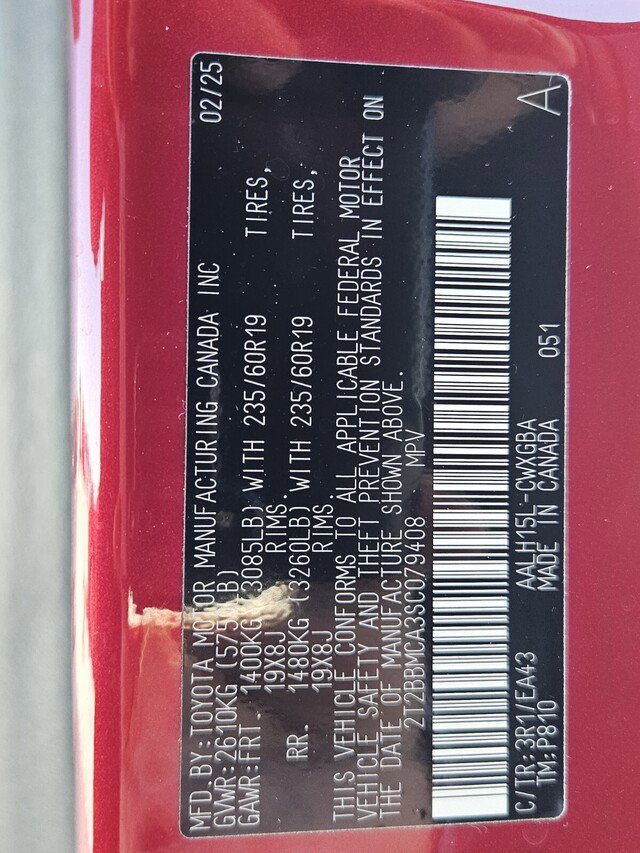 MFD.BY:TOYOTA MOTOR MANUFACTURING CANADA INC 02/25
GVWR:2610KG (5755LB)
GAWR:FRT. 1400KG(3085LB) WITH 235/60R19 TIRES,
19X8J RIMS.
RR. 1480KG(3260LB) WITH 235/60R19 TIRES,
19X8J RIMS.
THIS VEHICLE CONFORMS TO ALL APPLICABLE FEDERAL MOTOR
VEHICLE SAFETY AND THEFT PREVENTION STANDARDS IN EFFECT ON
THE DATE OF MANUFACTURE SHOWN ABOVE.
2T2BBMCA3SC079408 MPV
C/TR:3R1/EA43 AALH15L-CWXGBA 051 A
TM:P810 MADE IN CANADA